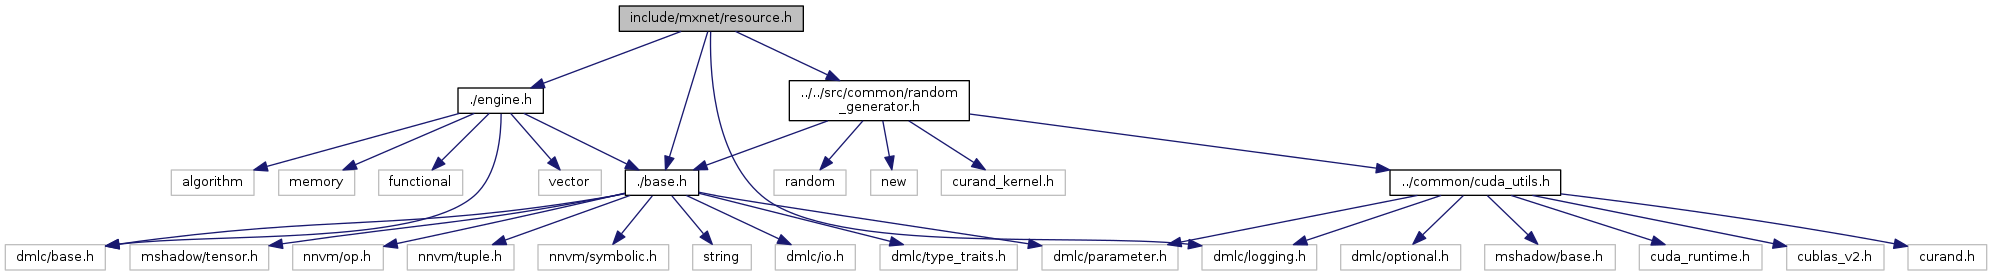 include/mxnet/resource.h
./engine.h
../../src/common/random
_generator.h
algorithm
memory
functional
vector
./base.h
random
new
curand_kernel.h
../common/cuda_utils.h
dmlc/base.h
mshadow/tensor.h
nnvm/op.h
nnvm/tuple.h
nnvm/symbolic.h
string
dmlc/io.h
dmlc/type_traits.h
dmlc/parameter.h
dmlc/logging.h
dmlc/optional.h
mshadow/base.h
cuda_runtime.h
cublas_v2.h
curand.h